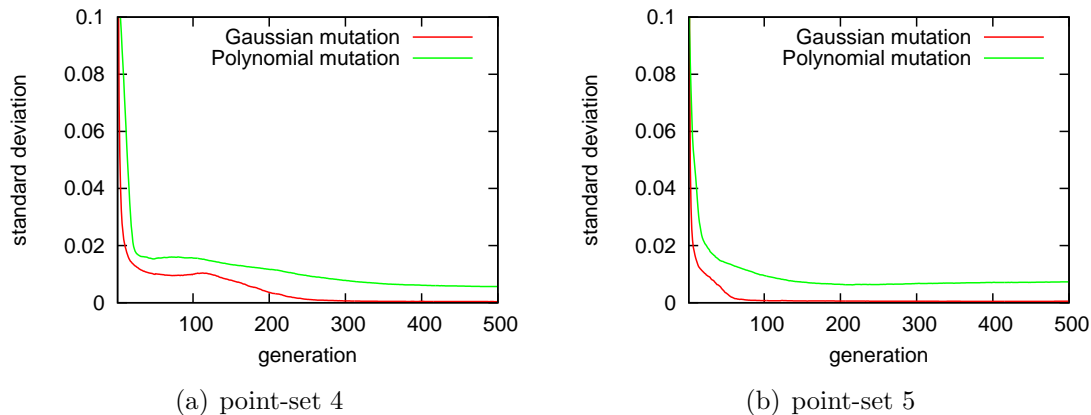 0.1
0.08
0.06
0.04
0.02
0
100 200 300 400 500
standard deviation
generation
Gaussian mutation
Polynomial mutation
(a) point-set 4
0.1
0.08
0.06
0.04
0.02
0
100 200 300 400 500
standard deviation
generation
Gaussian mutation
Polynomial mutation
(b) point-set 5